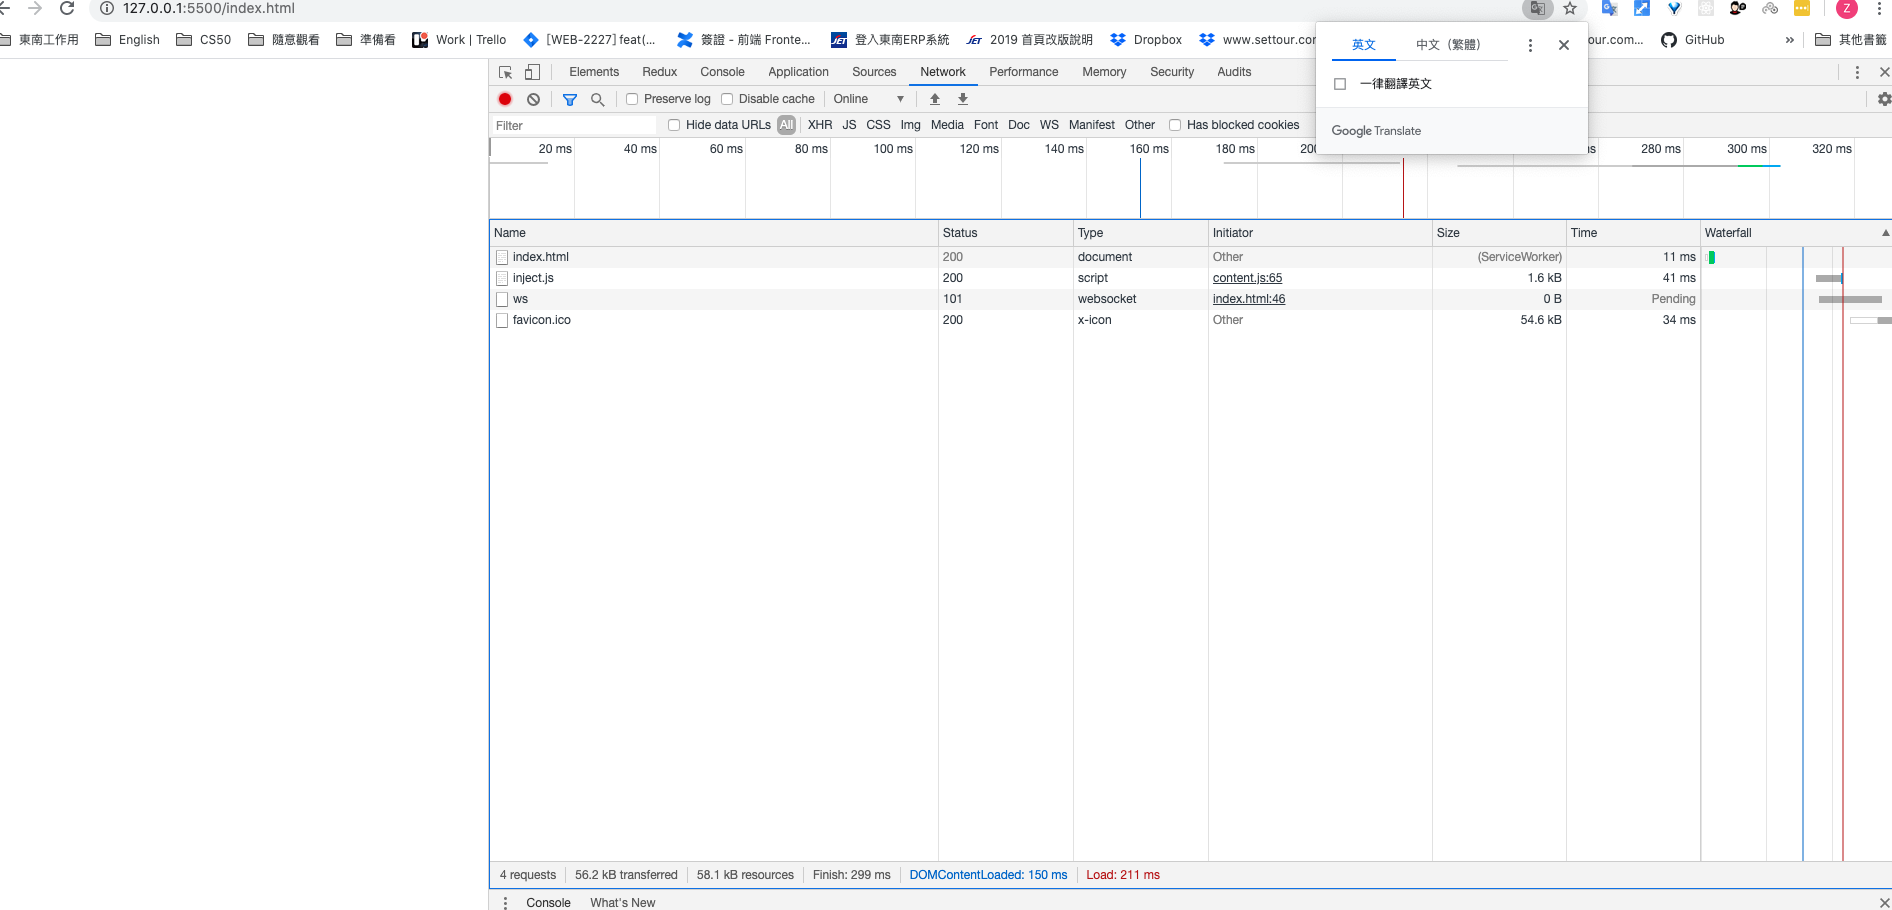 127.0.0.1:5500/index.html
Z
東南工作用 English CS50 隨意觀看 準備看 Work | Trello [WEB-2227] feat(... 簽證 - 前端 Fronte... JET 登入東南ERP系統 JET 2019 首頁改版說明 Dropbox www.settour.con our.com... GitHub » 其他書籤
英文 中文（繁體）
一律翻譯英文
Google Translate
Elements Redux Console Application Sources Network Performance Memory Security Audits
Preserve log Disable cache Online
Filter Hide data URLs All XHR JS CSS Img Media Font Doc WS Manifest Other Has blocked cookies
20 ms 40 ms 60 ms 80 ms 100 ms 120 ms 140 ms 160 ms 180 ms 200 ms 280 ms 300 ms 320 ms
Name Status Type Initiator Size Time Waterfall
index.html 200 document Other (ServiceWorker) 11 ms
inject.js 200 script content.js:65 1.6 kB 41 ms
ws 101 websocket index.html:46 0 B Pending
favicon.ico 200 x-icon Other 54.6 kB 34 ms
4 requests 56.2 kB transferred 58.1 kB resources Finish: 299 ms DOMContentLoaded: 150 ms Load: 211 ms
Console What's New